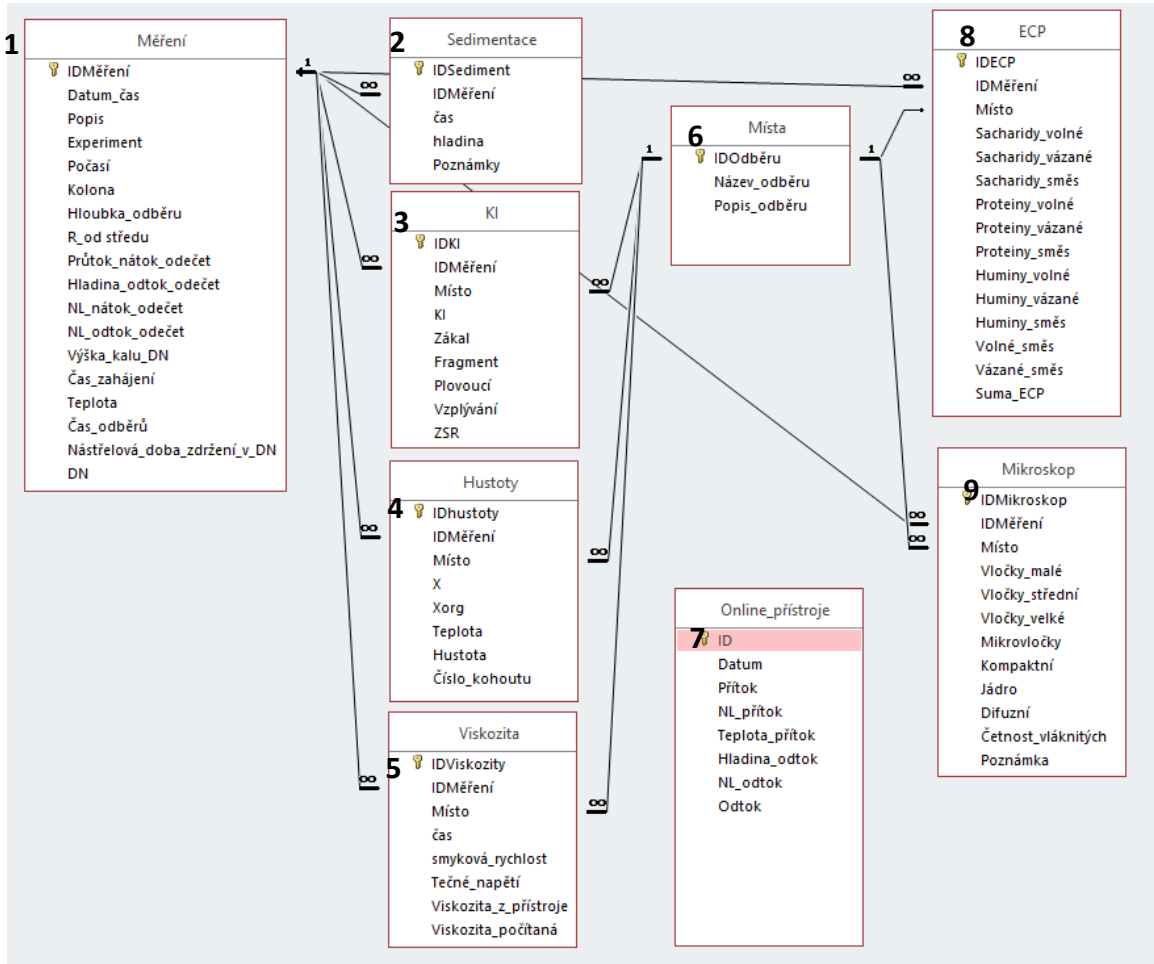 1
Měření
IDMěření
Datum_čas
Popis
Experiment
Počasí
Kolona
Hloubka_odběru
R_od středu
Průtok_nátok_odečet
Hladina_odtok_odečet
NL_nátok_odečet
NL_odtok_odečet
Výška_kalu_DN
Čas_zahájení
Teplota
Čas_odběrů
Nástřelová_doba_zdržení_v_DN
DN
1
∞
∞
∞
∞
2
Sedimentace
IDSediment
IDMěření
čas
hladina
Poznámky
3
KI
IDKI
IDMěření
Místo
KI
Zákal
Fragment
Plovoucí
Vzplývání
ZSR
4
Hustoty
IDhustoty
IDMěření
Místo
X
Xorg
Teplota
Hustota
Číslo_kohoutu
5
Viskozita
IDViskozity
IDMěření
Místo
čas
smyková_rychlost
Tečné_napětí
Viskozita_z_přístroje
Viskozita_počítaná
1
∞
∞
∞
6
Místa
IDOdběru
Název_odběru
Popis_odběru
1
7
Online_přístroje
ID
Datum
Přítok
NL_přítok
Teplota_přítok
Hladina_odtok
NL_odtok
Odtok
∞
8
ECP
IDECP
IDMěření
Místo
Sacharidy_volné
Sacharidy_vázané
Sacharidy_směs
Proteiny_volné
Proteiny_vázané
Proteiny_směs
Huminy_volné
Huminy_vázané
Huminy_směs
Volné_směs
Vázané_směs
Suma_ECP
∞
∞
9
Mikroskop
IDMikroskop
IDMěření
Místo
Vločky_malé
Vločky_střední
Vločky_velké
Mikrovločky
Kompaktní
Jádro
Difuzní
Četnost_vláknitých
Poznámka